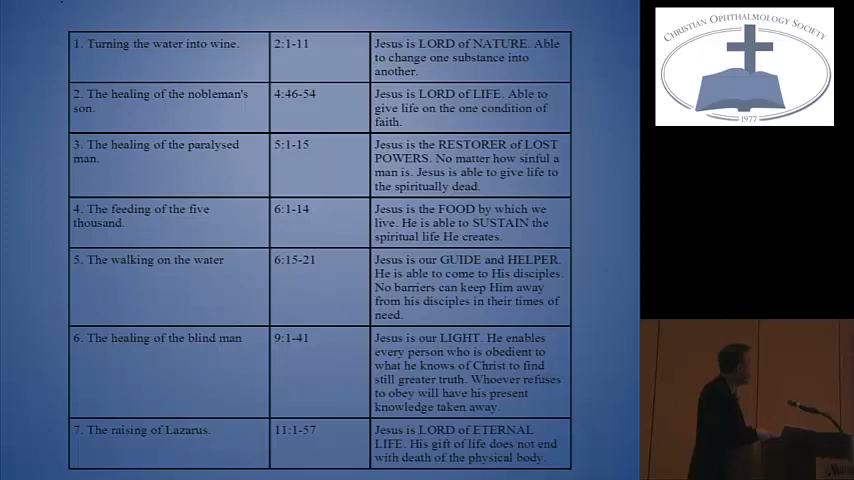 1. Turning the water into wine.
2:1-11
Jesus is LORD of NATURE. Able
to change one substance into
another.
2. The healing of the nobleman's
son.
4:46-54
Jesus is LORD of LIFE. Able to
give life on the one condition of
faith.
3. The healing of the paralysed
man.
5:1-15
Jesus is the RESTORER of LOST
POWERS. No matter how sinful a
man is. Jesus is able to give life to
the spiritually dead.
4. The feeding of the five
thousand.
6:1-14
Jesus is the FOOD by which we
live. He is able to SUSTAIN the
spiritual life He creates.
5. The walking on the water
6:15-21
Jesus is our GUIDE and HELPER.
He is able to come to His disciples.
No barriers can keep Him away
from his disciples in their times of
need.
6. The healing of the blind man
9:1-41
Jesus is our LIGHT. He enables
every person who is obedient to
what he knows of Christ to find
still greater truth. Whoever refuses
to obey will have his present
knowledge taken away.
7. The raising of Lazarus.
11:1-57
Jesus is LORD of ETERNAL
LIFE. His gift of life does not end
with death of the physical body.
CHRISTIAN OPHTHALMOLOGY SOCIETY
1977